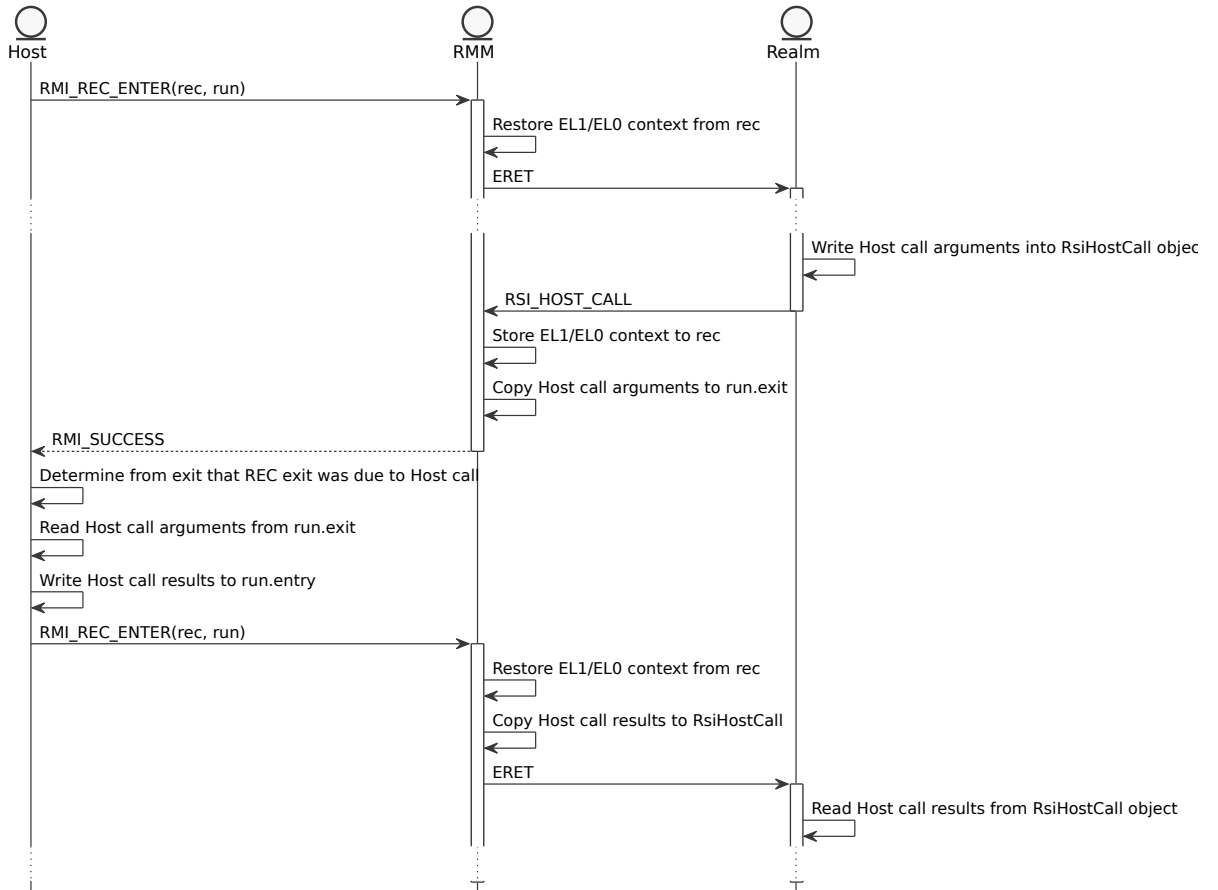 Host
RMM
Realm
RMI_REC_ENTER(rec, run)
Restore EL1/EL0 context from rec
ERET
Write Host call arguments into RsiHostCall objec
RSI_HOST_CALL
Store EL1/EL0 context to rec
Copy Host call arguments to run.exit
RMI_SUCCESS
Determine from exit that REC exit was due to Host call
Read Host call arguments from run.exit
Write Host call results to run.entry
RMI_REC_ENTER(rec, run)
Restore EL1/EL0 context from rec
Copy Host call results to RsiHostCall
ERET
Read Host call results from RsiHostCall object